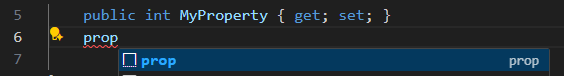 5 public int MyProperty { get; set; }
6 prop
7 prop prop